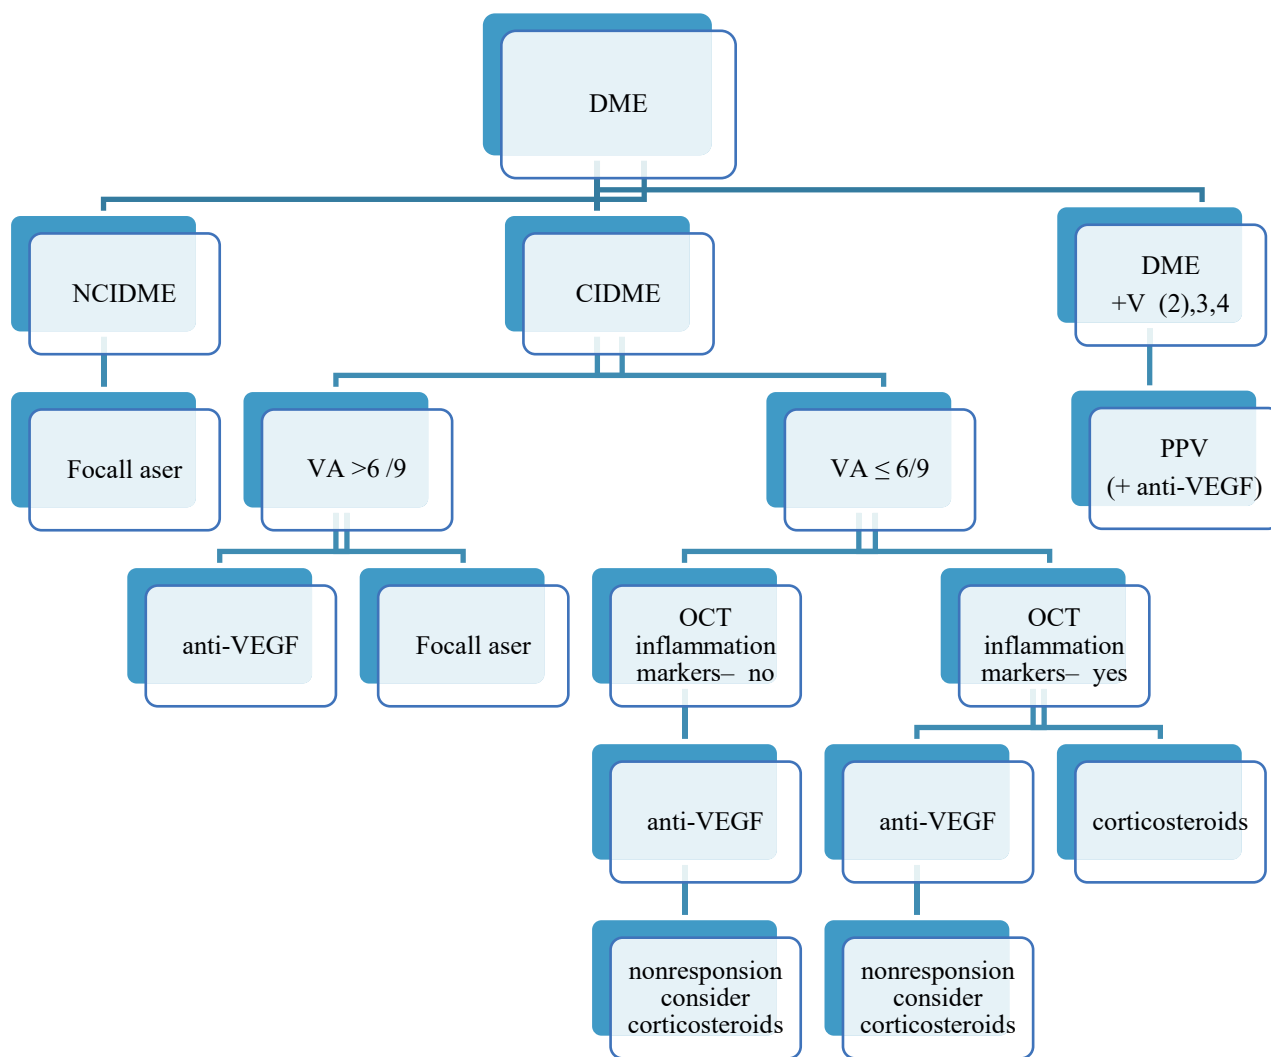 DME
NCIDME
CIDME
DME
+V (2),3,4
Focall aser
VA >6 /9
VA ≤ 6/9
PPV
(+ anti-VEGF)
anti-VEGF
Focall aser
OCT
inflammation
markers– no
OCT
inflammation
markers– yes
anti-VEGF
anti-VEGF
corticosteroids
nonresponsion
consider
corticosteroids
nonresponsion
consider
corticosteroids